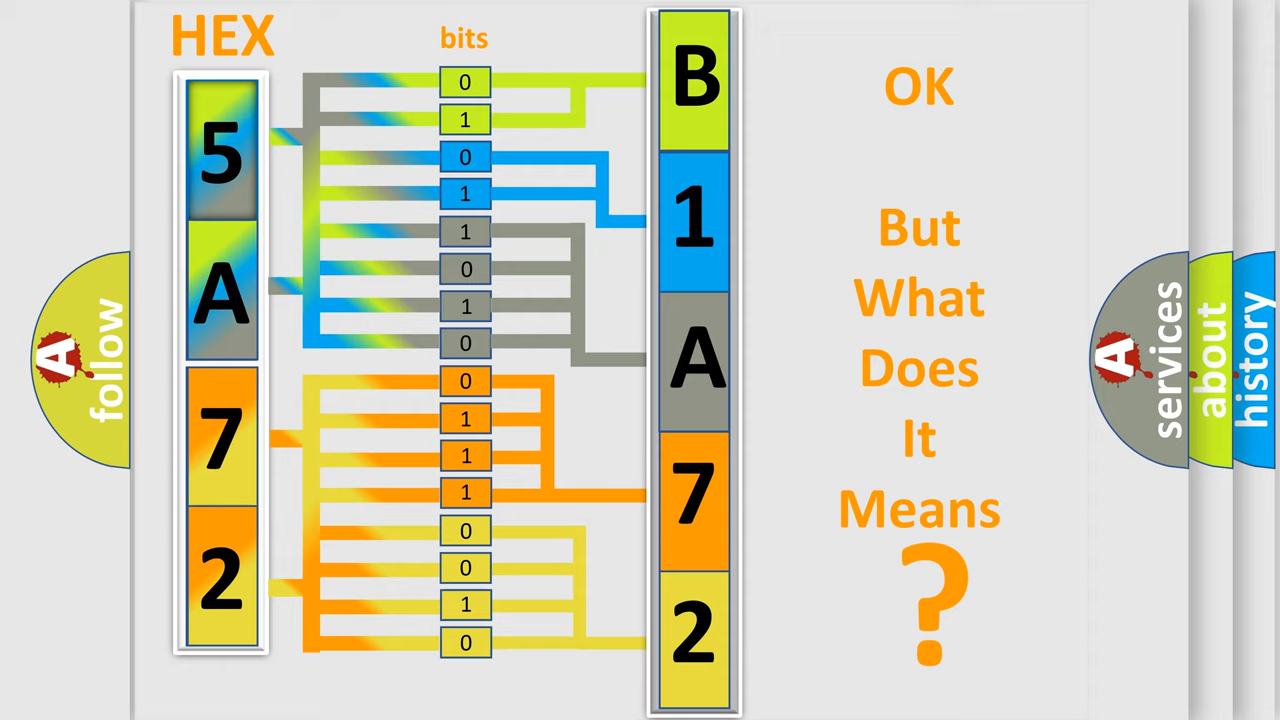 HEX
bits
5
A
7
2
0
1
0
1
1
0
1
0
0
1
1
1
0
0
1
0
B
1
A
7
2
OK
But
What
Does
It
Means
?
A
follow
A
services
about
history